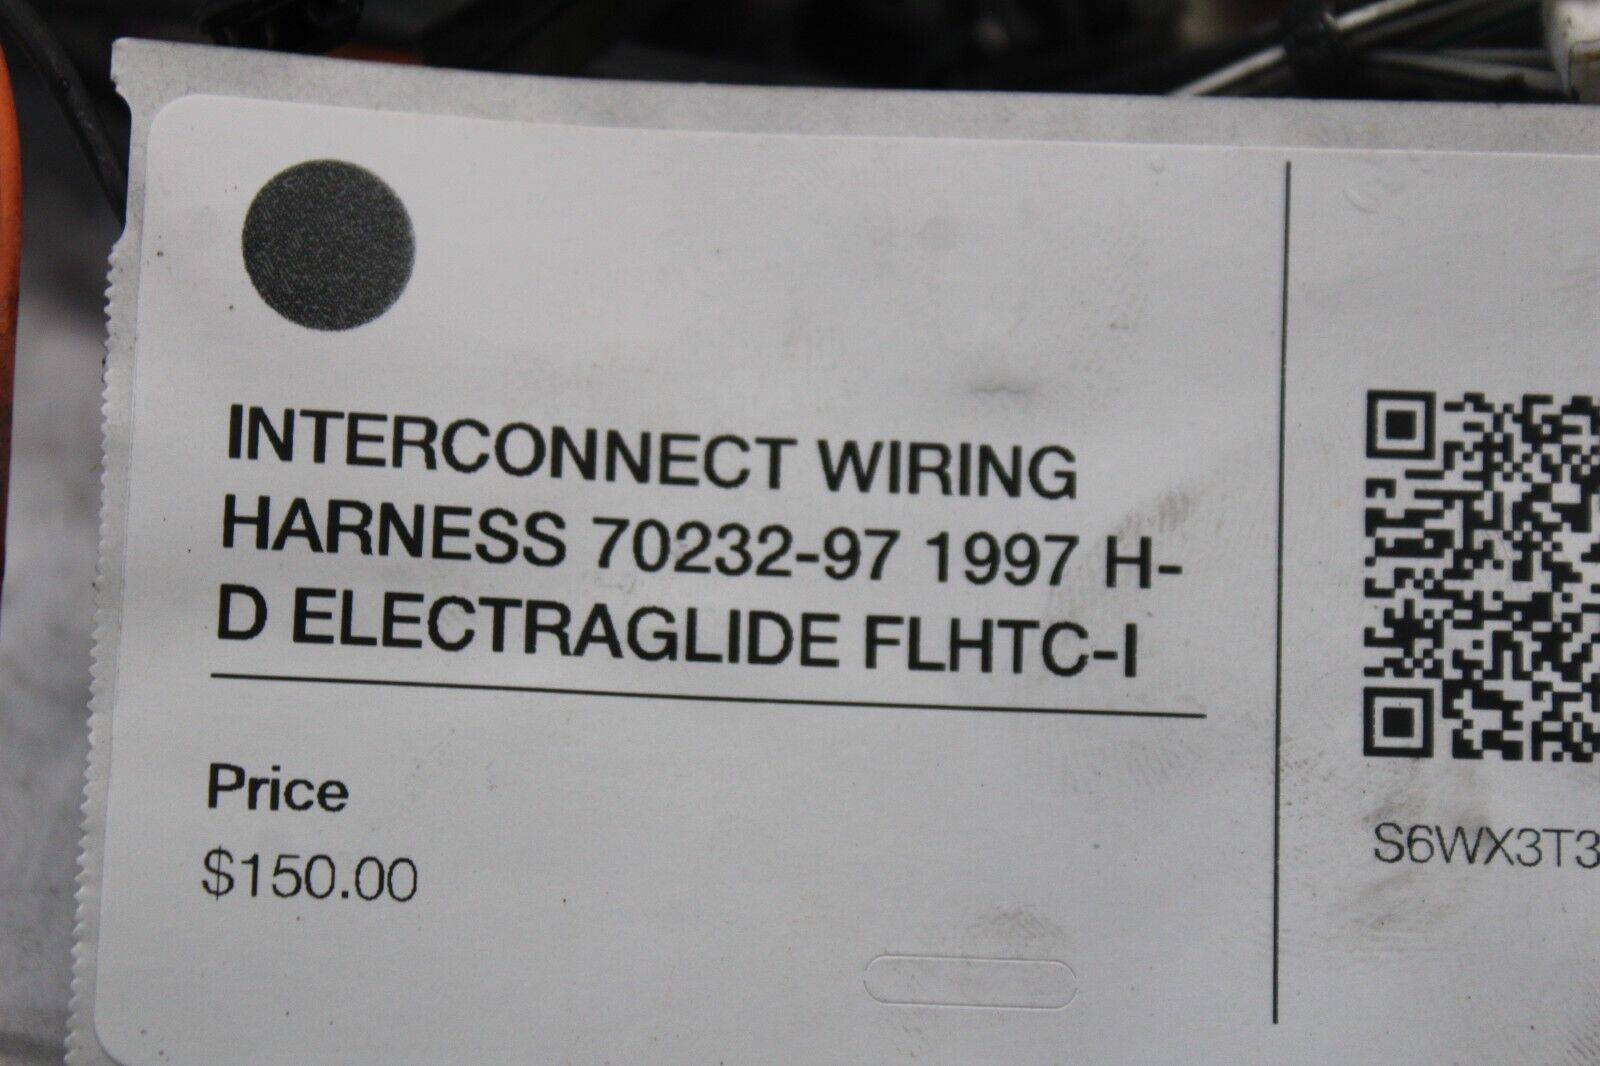 INTERCONNECT WIRING
HARNESS 70232-97 1997 H-
D ELECTRAGLIDE FLHTC-I
Price
$150.00
S6WX3T3